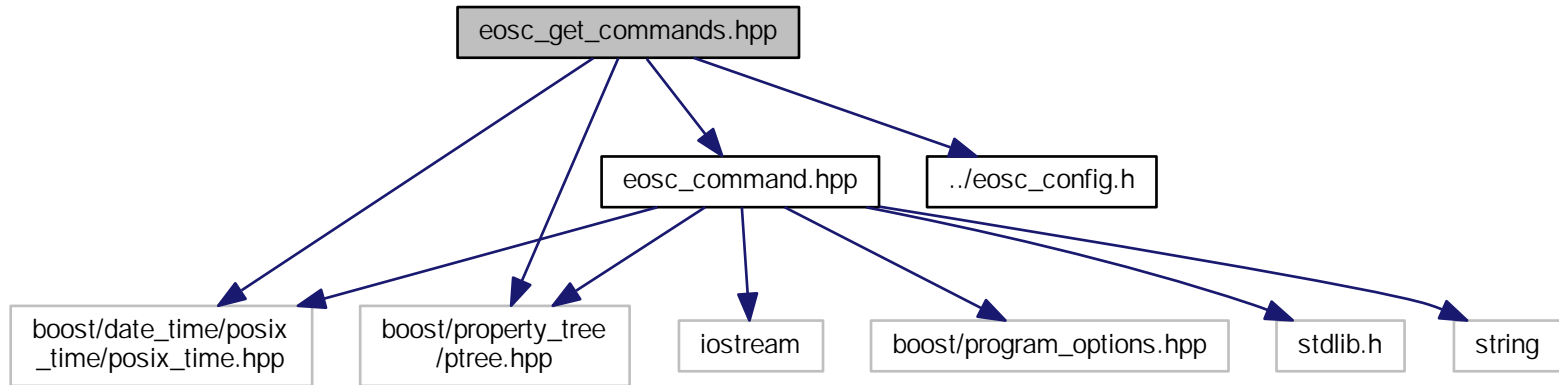 eosc_get_commands.hpp
eosc_command.hpp
../eosc_config.h
boost/date_time/posix
_time/posix_time.hpp
boost/property_tree
/ptree.hpp
iostream
boost/program_options.hpp
stdlib.h
string